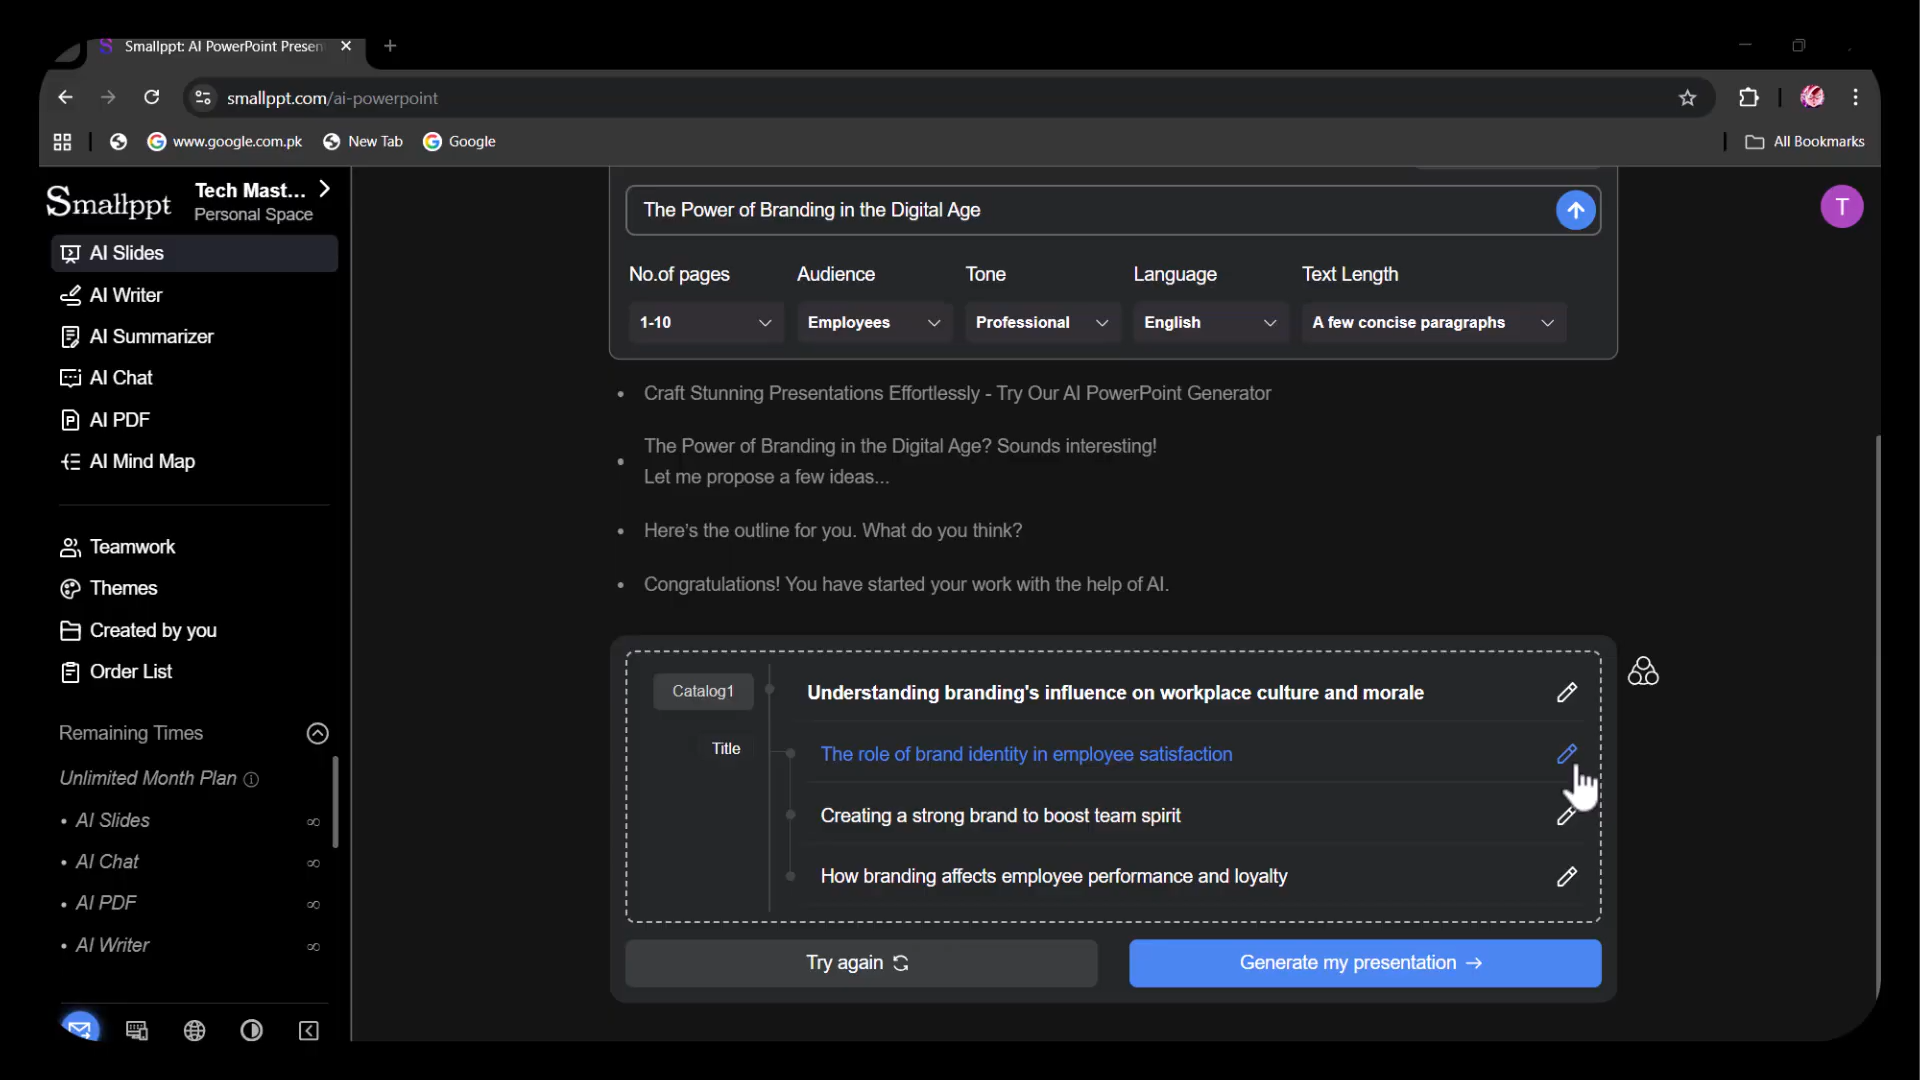 Smallppt: AI PowerPoint Presen
smallppt.com/ai-powerpoint
www.google.com.pk
New Tab
Google
All Bookmarks
Smallppt
Tech Mast...
Personal Space
AI Slides
AI Writer
AI Summarizer
AI Chat
AI PDF
AI Mind Map
Teamwork
Themes
Created by you
Order List
Remaining Times
Unlimited Month Plan
• AI Slides ∞
• AI Chat ∞
• AI PDF ∞
• AI Writer ∞
T
The Power of Branding in the Digital Age
No.of pages Audience Tone Language Text Length
1-10 Employees Professional English A few concise paragraphs
• Craft Stunning Presentations Effortlessly - Try Our AI PowerPoint Generator
• The Power of Branding in the Digital Age? Sounds interesting!
Let me propose a few ideas...
• Here's the outline for you. What do you think?
• Congratulations! You have started your work with the help of AI.
Catalog1 Understanding branding's influence on workplace culture and morale
Title The role of brand identity in employee satisfaction
Creating a strong brand to boost team spirit
How branding affects employee performance and loyalty
Try again
Generate my presentation →